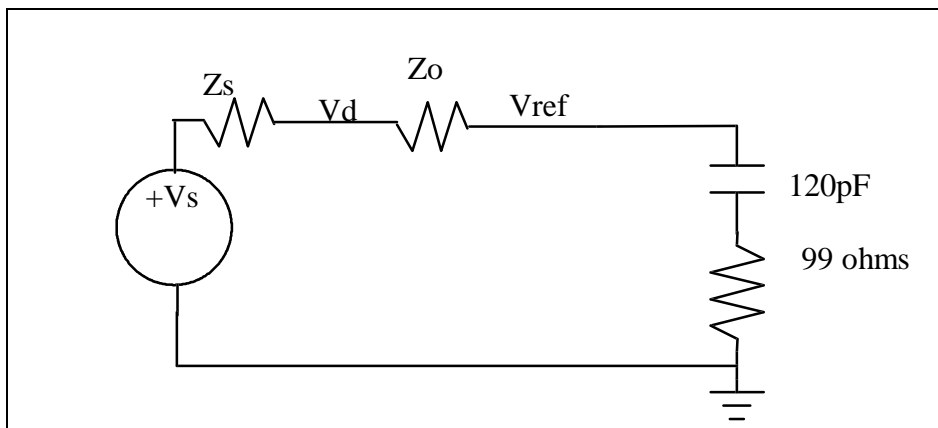 Zo
Zs
Vd
Vref
+Vs
120pF
99 ohms